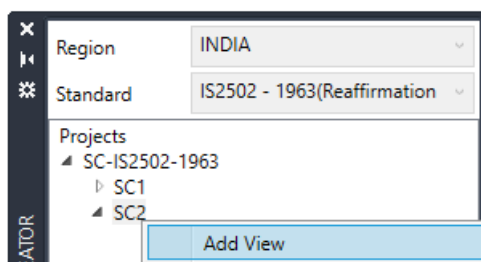 Region INDIA
Standard IS2502 - 1963(Reaffirmation
Projects
SC-IS2502-1963
SC1
SC2
Add View
ATOR